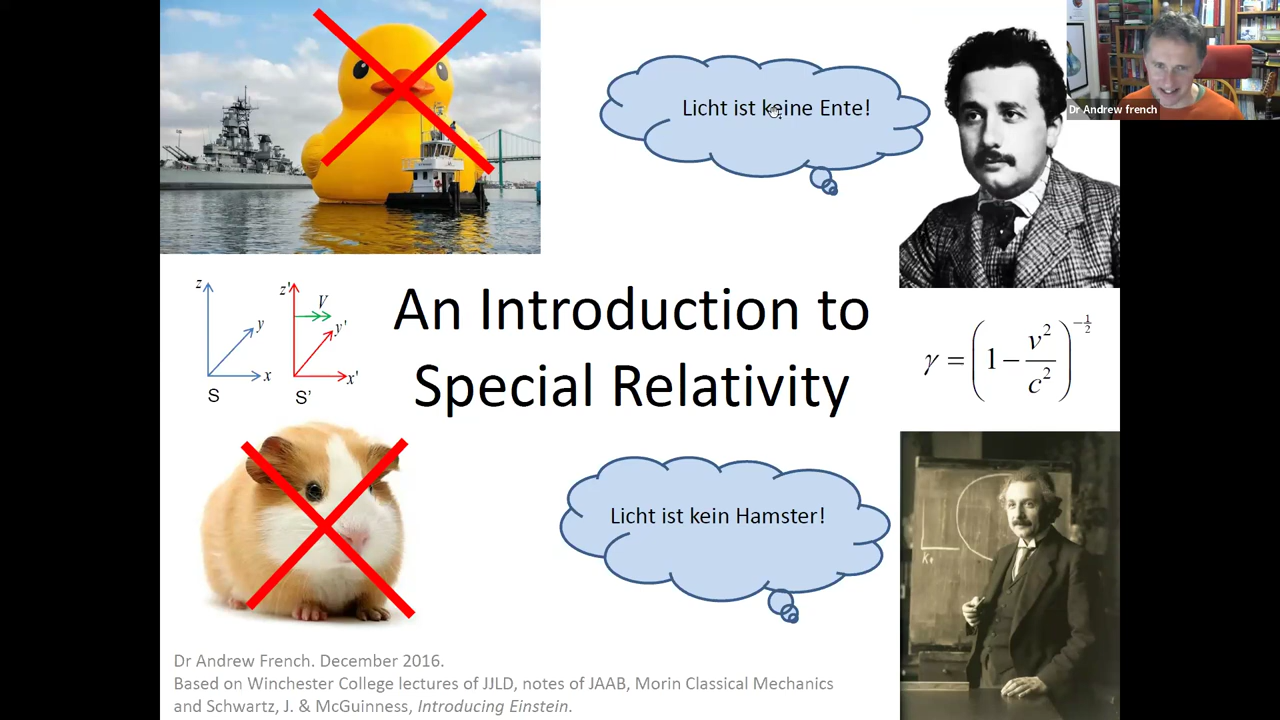 Licht ist keine Ente!
Dr Andrew french
z
y
x
S
z'
V
y'
x'
S'
An Introduction to
Special Relativity
γ = (1 − v²/c²)^−½
Licht ist kein Hamster!
Dr Andrew French. December 2016.
Based on Winchester College lectures of JJLD, notes of JAAB, Morin Classical Mechanics
and Schwartz, J. & McGuinness, Introducing Einstein.